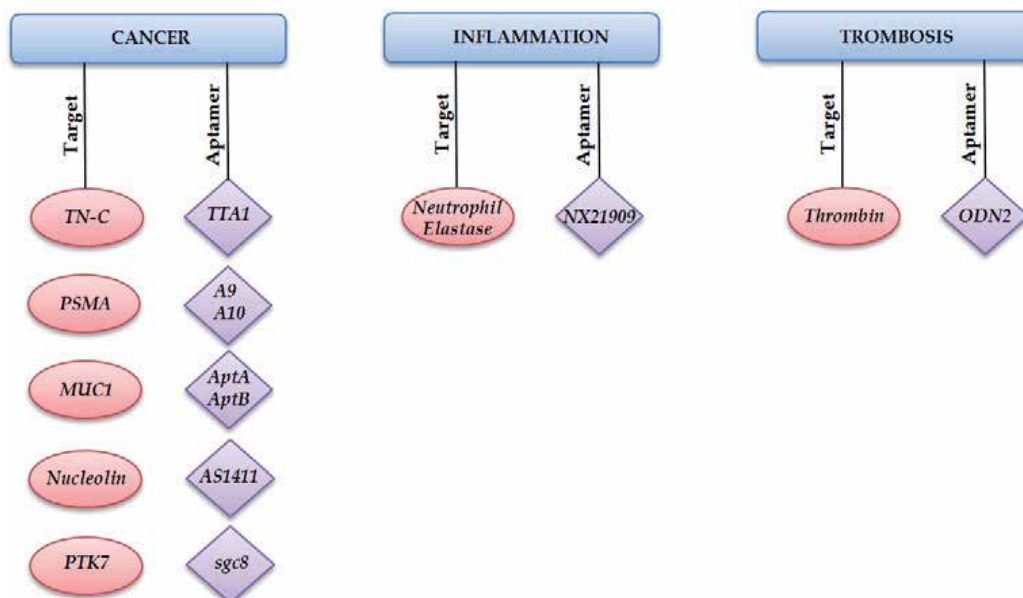 CANCER
INFLAMMATION
TROMBOSIS
Target
Aptamer
Target
Aptamer
Target
Aptamer
TN-C
TTA1
Neutrophil
Elastase
NX21909
Thrombin
ODN2
PSMA
A9
A10
MUC1
AptA
AptB
Nucleolin
AS1411
PTK7
sgc8